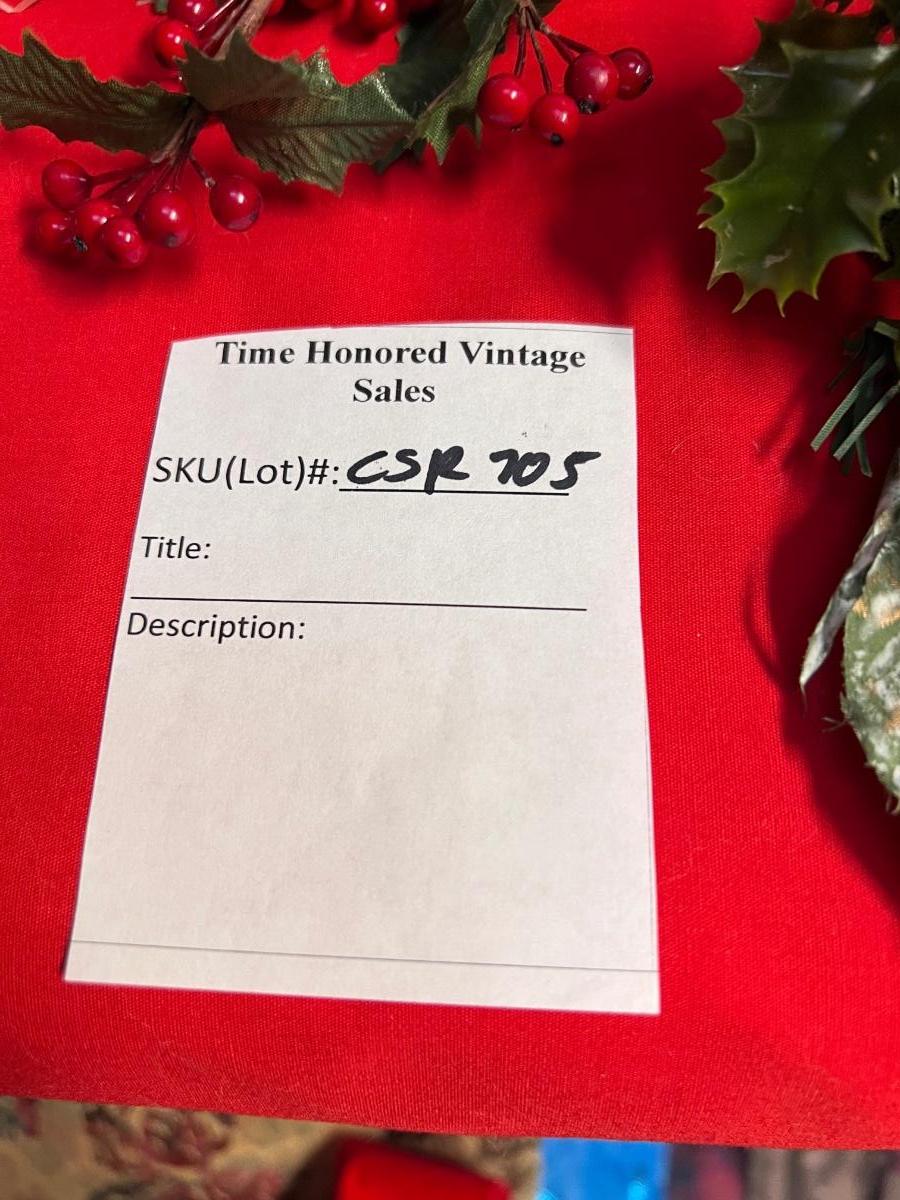 Time Honored Vintage
Sales
SKU(Lot)#: CSR 705
Title:
Description: